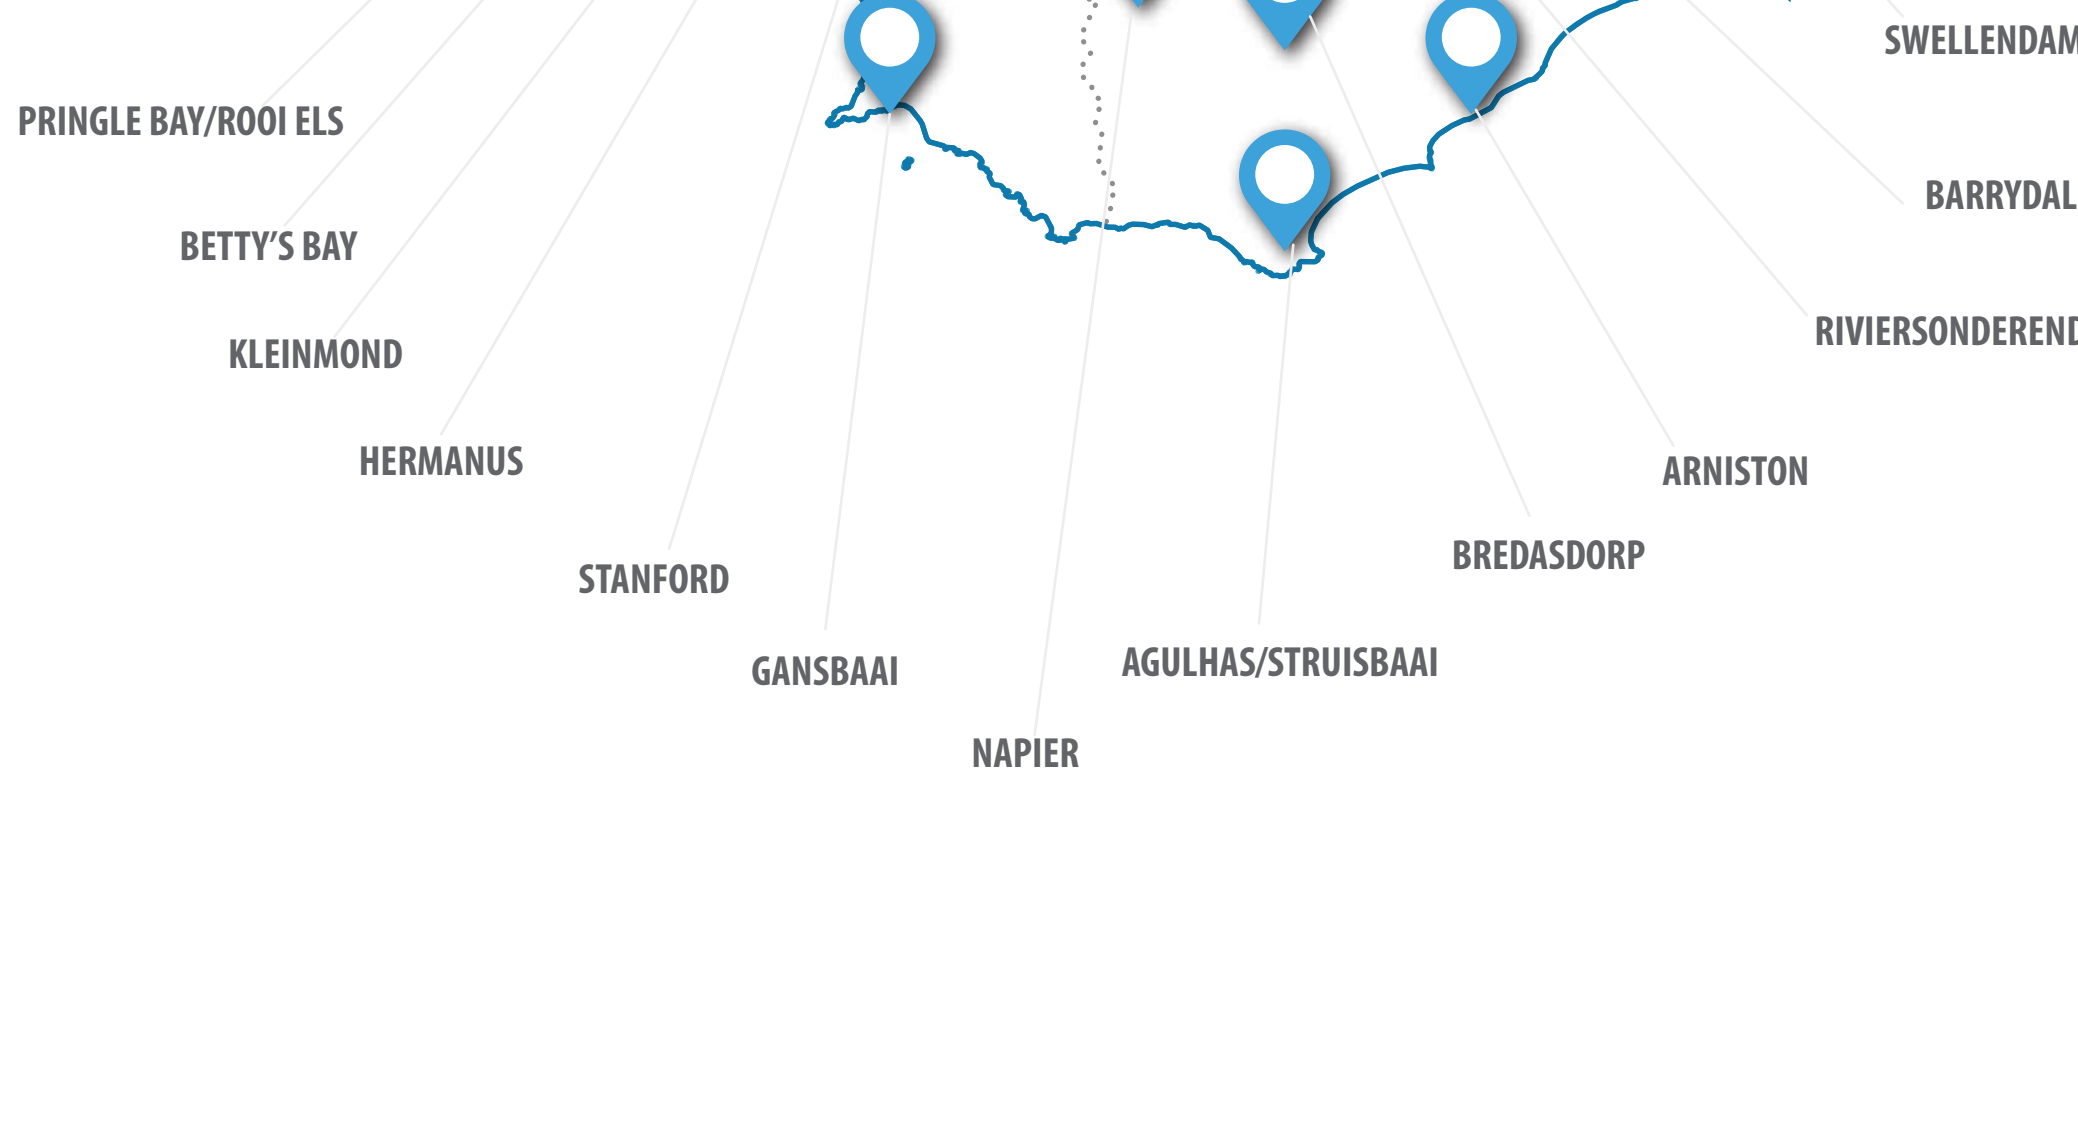 SWELLENDAM
PRINGLE BAY/ROOI ELS
BARRYDAL
BETTY’S BAY
RIVIERSONDEREND
KLEINMOND
HERMANUS
ARNISTON
BREDASDORP
STANFORD
AGULHAS/STRUISBAAI
GANSBAAI
NAPIER